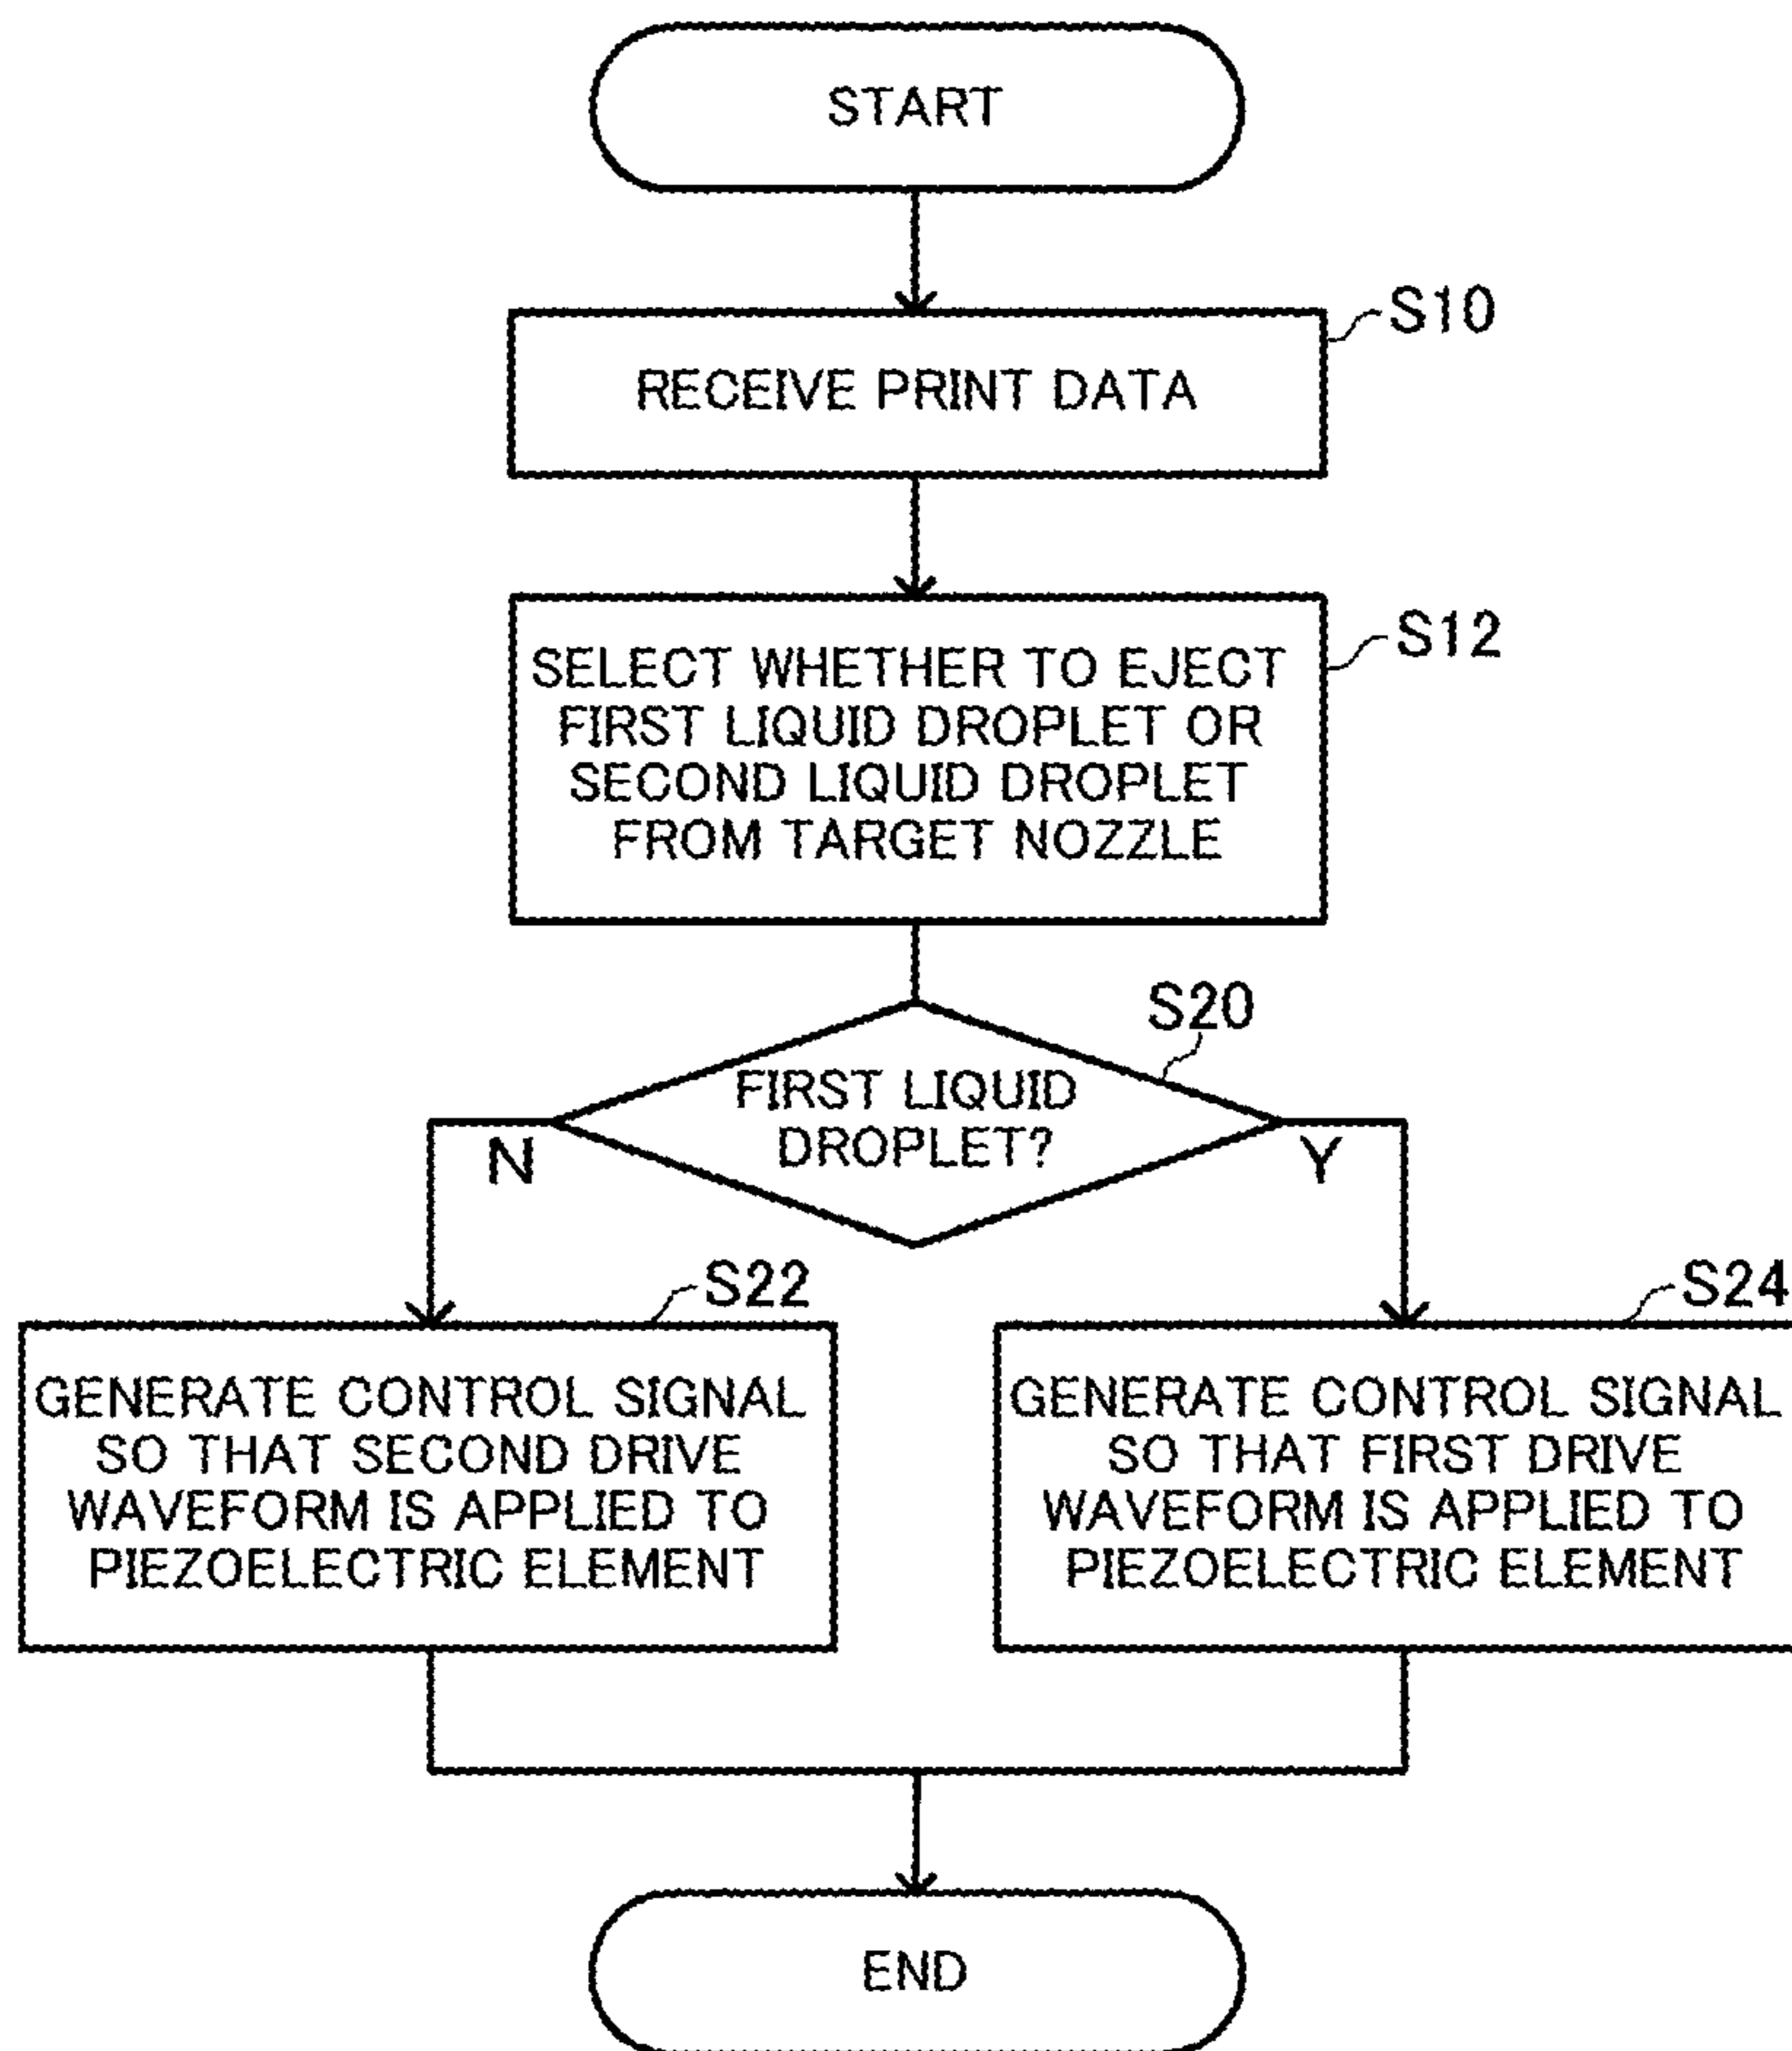 START
S10
RECEIVE PRINT DATA
S12
SELECT WHETHER TO EJECT
FIRST LIQUID DROPLET OR
SECOND LIQUID DROPLET
FROM TARGET NOZZLE
S20
FIRST LIQUID
DROPLET?
N
Y
S22
GENERATE CONTROL SIGNAL
SO THAT SECOND DRIVE
WAVEFORM IS APPLIED TO
PIEZOELECTRIC ELEMENT
S24
GENERATE CONTROL SIGNAL
SO THAT FIRST DRIVE
WAVEFORM IS APPLIED TO
PIEZOELECTRIC ELEMENT
END